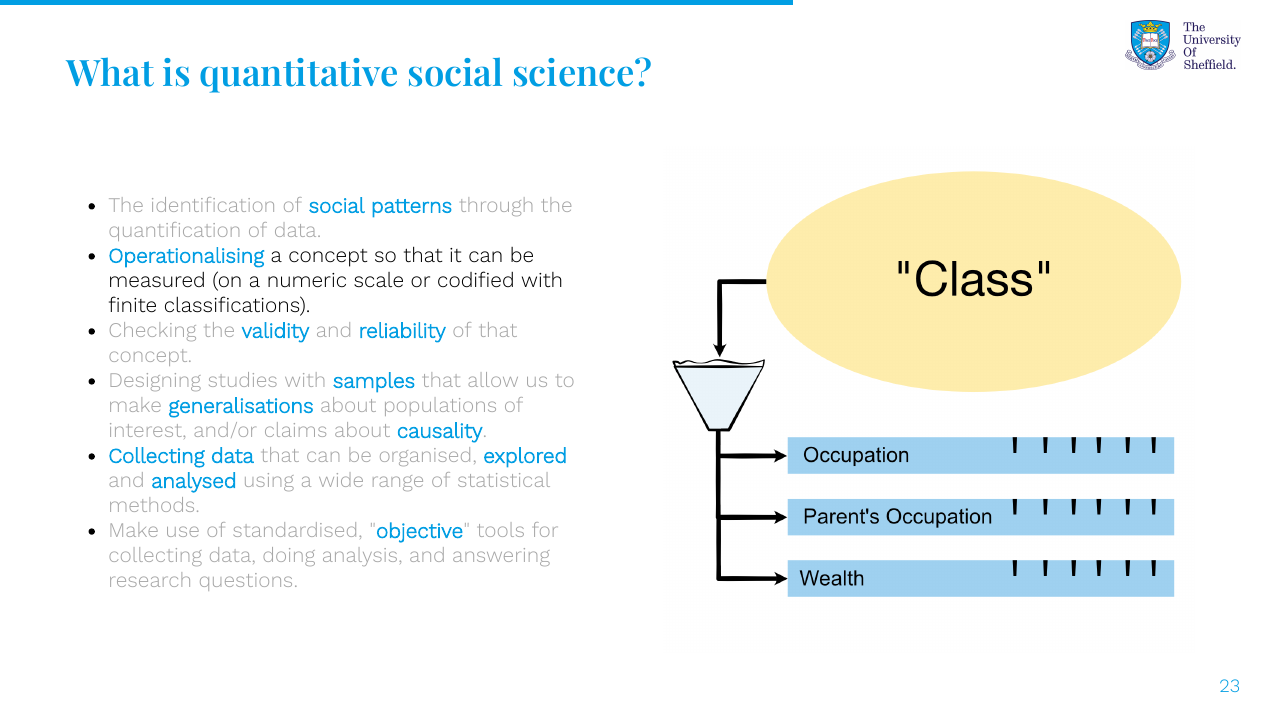 The
University
Of
Sheffield.
What is quantitative social science?
• The identification of social patterns through the
quantification of data.
• Operationalising a concept so that it can be
measured (on a numeric scale or codified with
finite classifications).
• Checking the validity and reliability of that
concept.
• Designing studies with samples that allow us to
make generalisations about populations of
interest, and/or claims about causality.
• Collecting data that can be organised, explored
and analysed using a wide range of statistical
methods.
• Make use of standardised, "objective" tools for
collecting data, doing analysis, and answering
research questions.
"Class"
Occupation
Parent's Occupation
Wealth
23